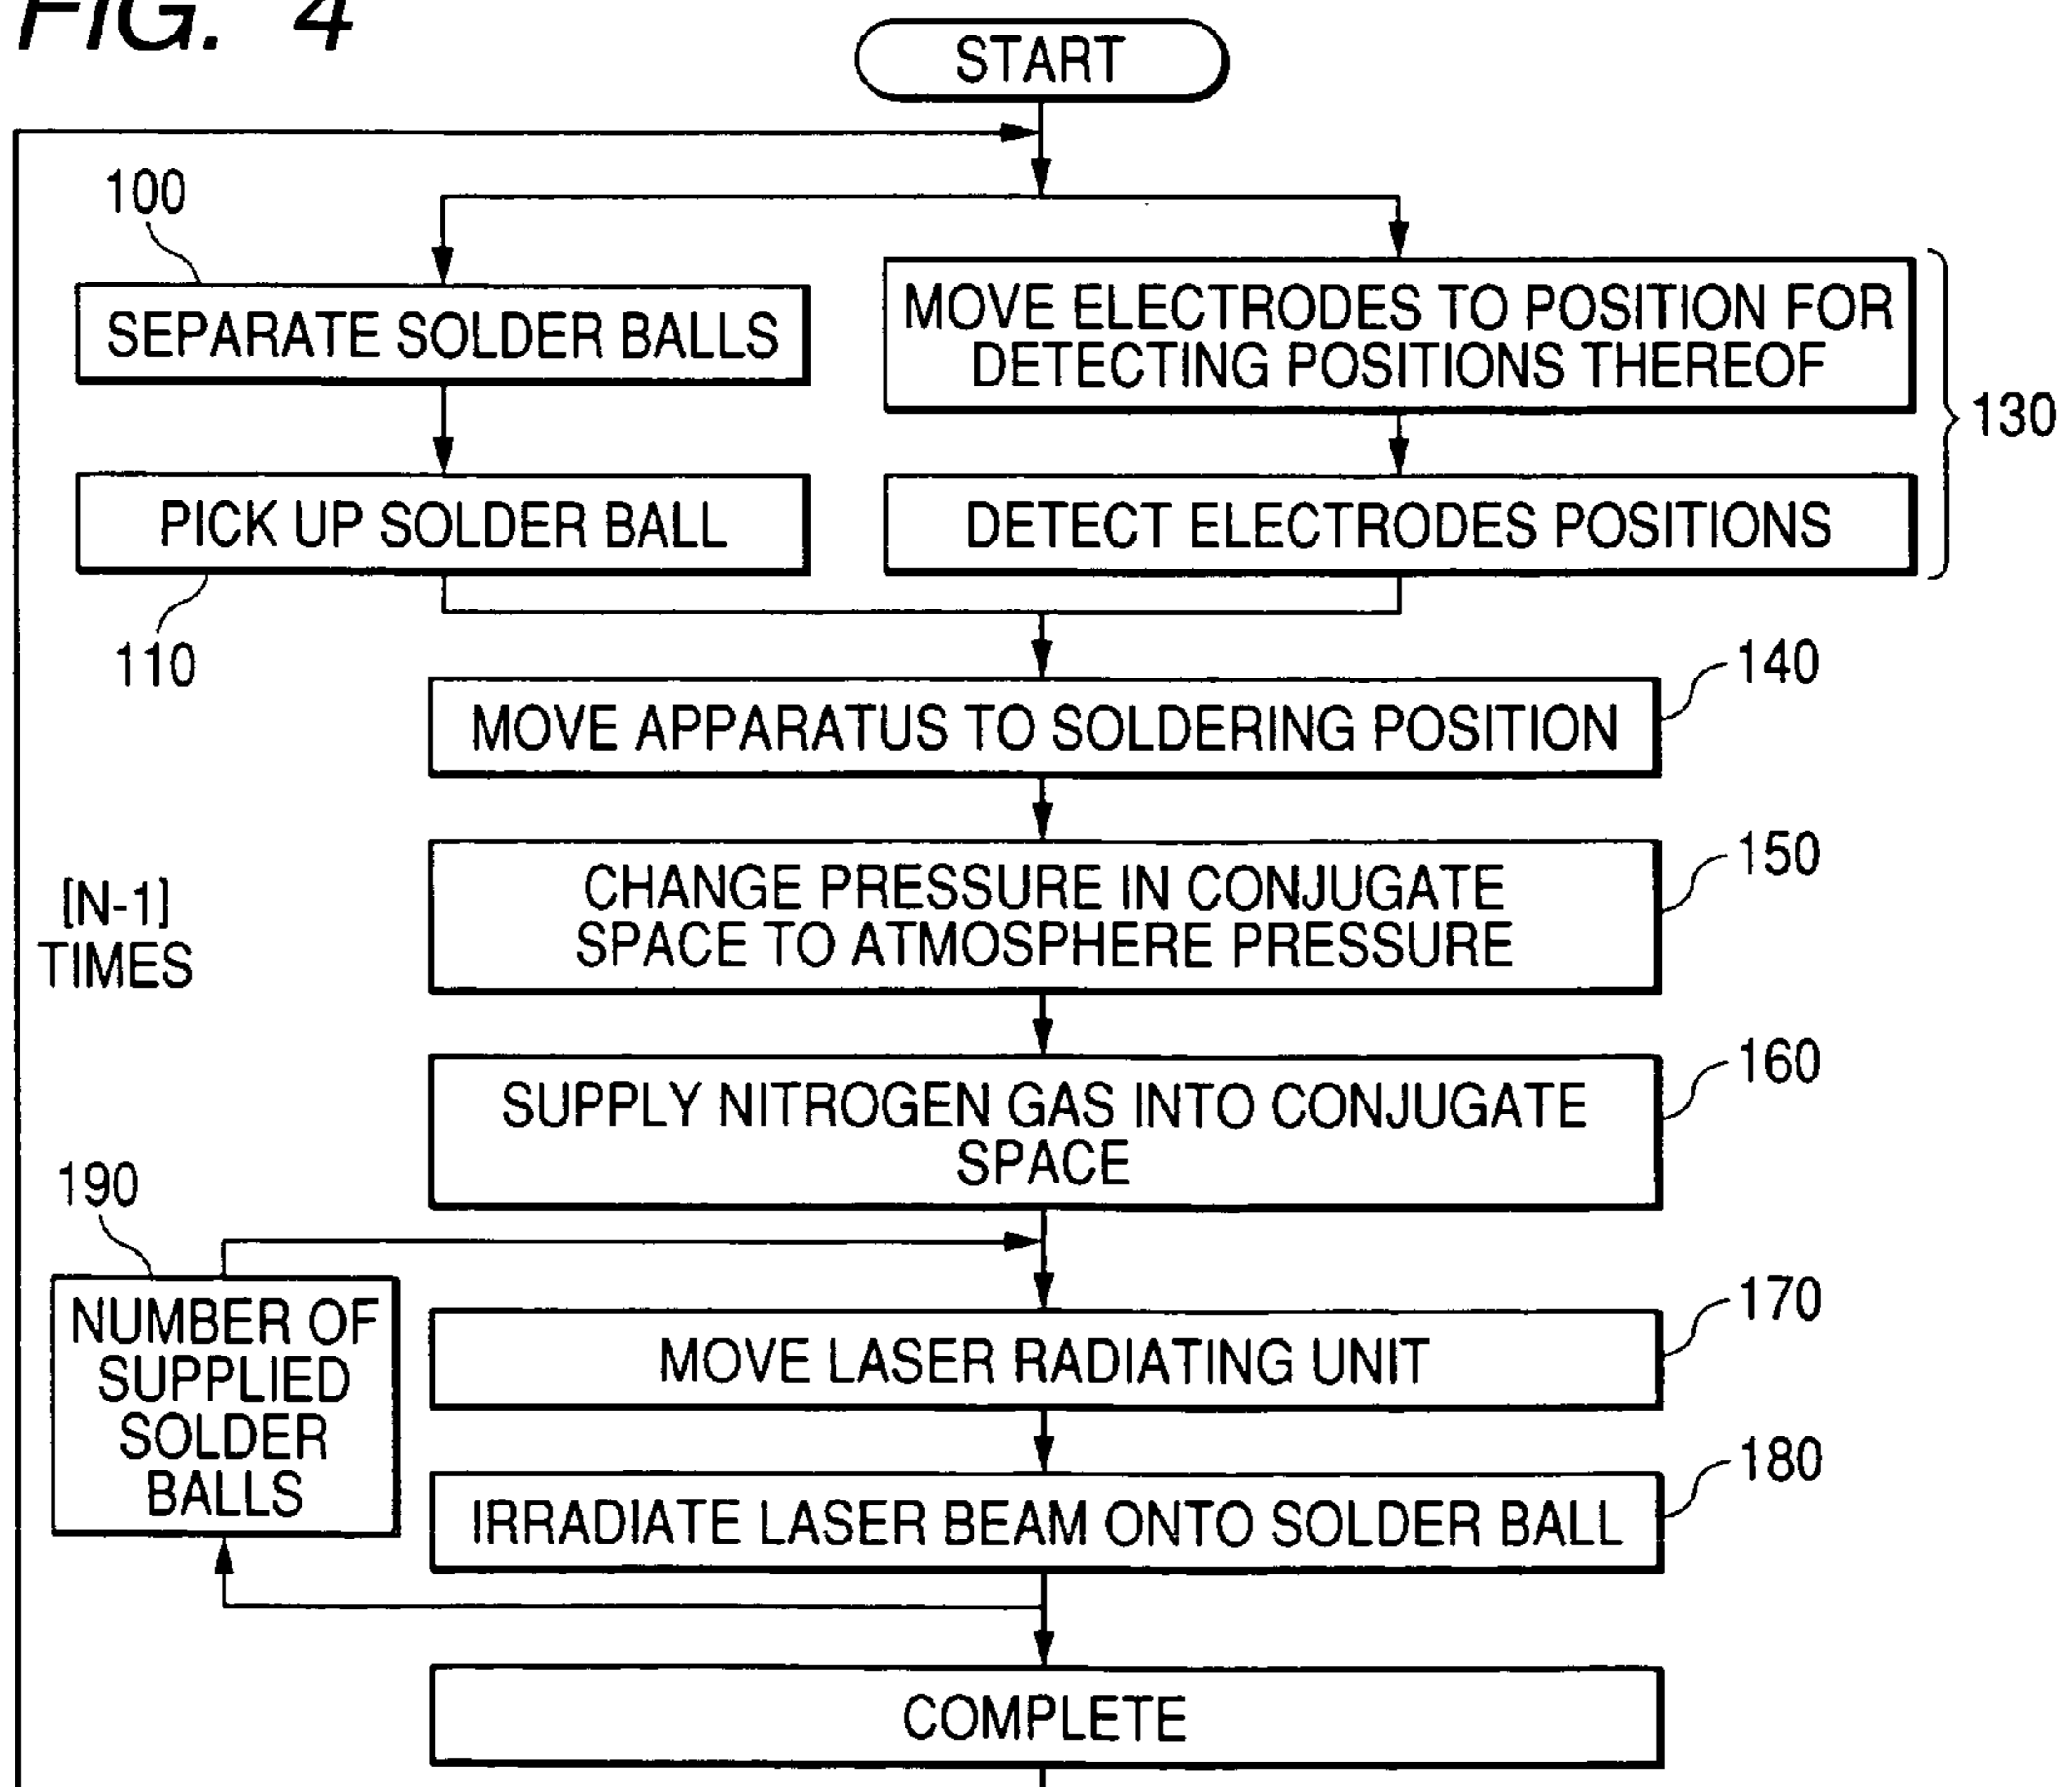 FIG. 4
START
100
SEPARATE SOLDER BALLS
MOVE ELECTRODES TO POSITION FOR
DETECTING POSITIONS THEREOF
130
PICK UP SOLDER BALL
DETECT ELECTRODES POSITIONS
110
140
MOVE APPARATUS TO SOLDERING POSITION
150
CHANGE PRESSURE IN CONJUGATE
SPACE TO ATMOSPHERE PRESSURE
[N-1]
TIMES
160
SUPPLY NITROGEN GAS INTO CONJUGATE
SPACE
190
NUMBER OF
SUPPLIED
SOLDER
BALLS
170
MOVE LASER RADIATING UNIT
180
IRRADIATE LASER BEAM ONTO SOLDER BALL
COMPLETE